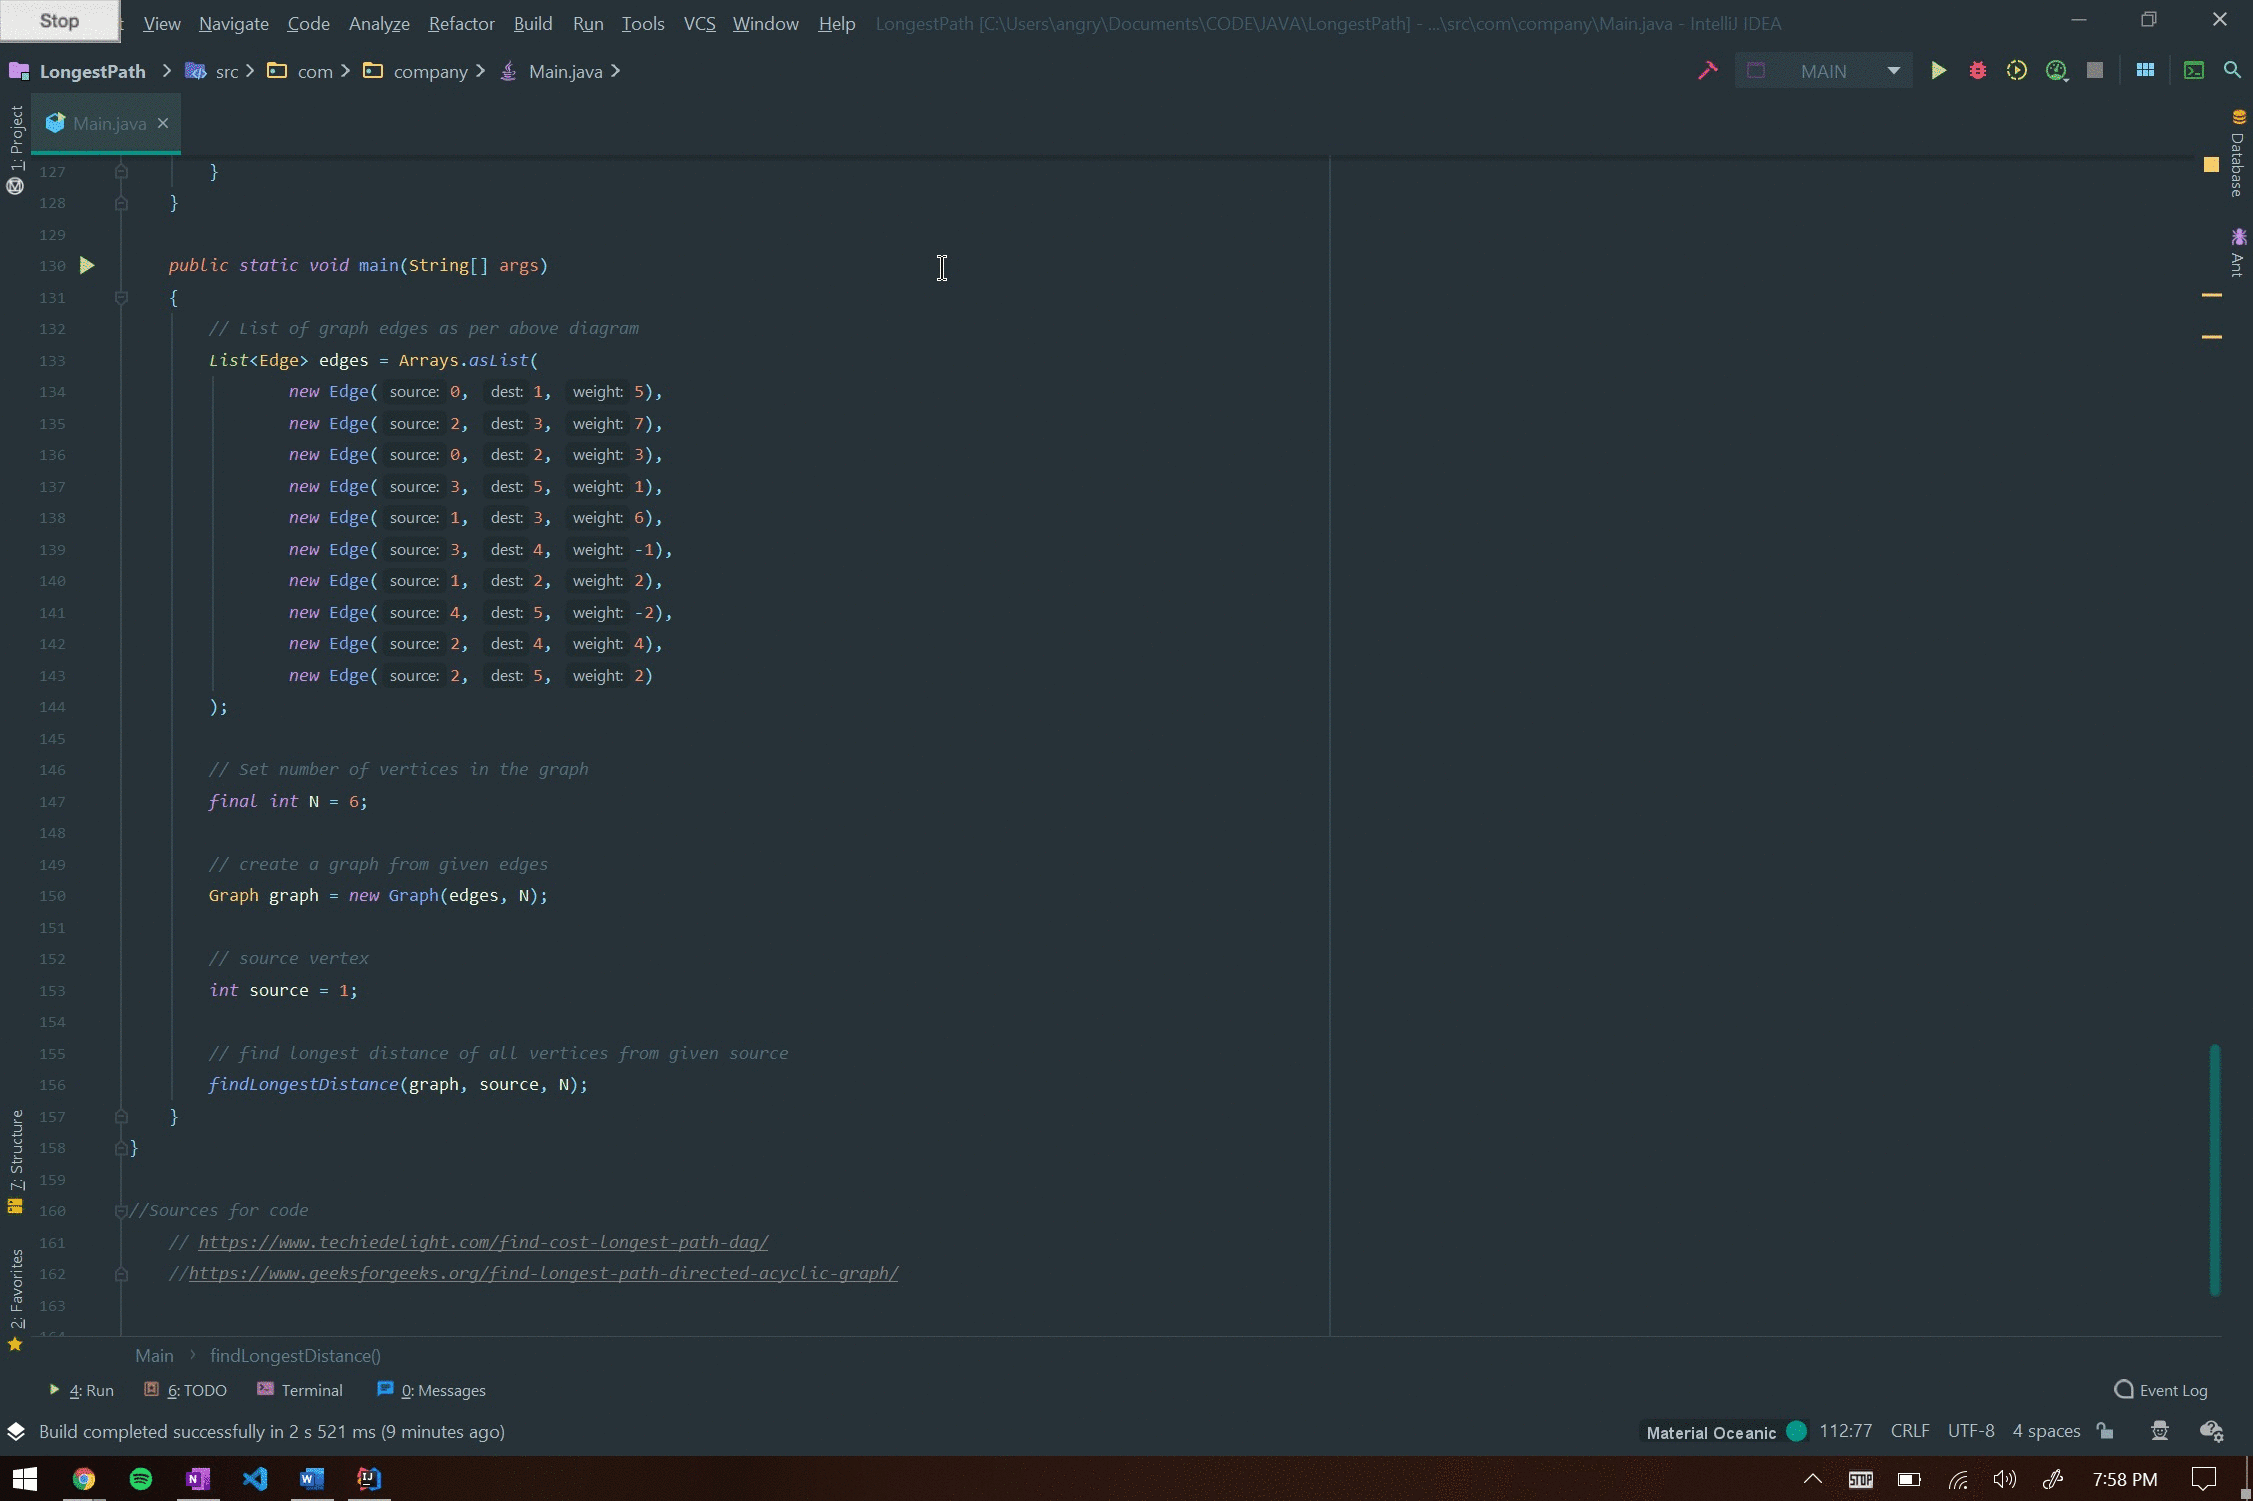 Stop View Navigate Code Analyze Refactor Build Run Tools VCS Window Help LongestPath [C:\Users\angry\Documents\CODE\JAVA\LongestPath] - ...\src\com\company\Main.java - IntelliJ IDEA
LongestPath src com company Main.java MAIN
Main.java
1: Project
Database
Ant
7: Structure
2: Favorites
127 }
128 }
129
130 public static void main(String[] args)
131 {
132 // List of graph edges as per above diagram
133 List<Edge> edges = Arrays.asList(
134 new Edge( source: 0, dest: 1, weight: 5),
135 new Edge( source: 2, dest: 3, weight: 7),
136 new Edge( source: 0, dest: 2, weight: 3),
137 new Edge( source: 3, dest: 5, weight: 1),
138 new Edge( source: 1, dest: 3, weight: 6),
139 new Edge( source: 3, dest: 4, weight: -1),
140 new Edge( source: 1, dest: 2, weight: 2),
141 new Edge( source: 4, dest: 5, weight: -2),
142 new Edge( source: 2, dest: 4, weight: 4),
143 new Edge( source: 2, dest: 5, weight: 2)
144 );
145
146 // Set number of vertices in the graph
147 final int N = 6;
148
149 // create a graph from given edges
150 Graph graph = new Graph(edges, N);
151
152 // source vertex
153 int source = 1;
154
155 // find longest distance of all vertices from given source
156 findLongestDistance(graph, source, N);
157 }
158 }
159
160 //Sources for code
161 // https://www.techiedelight.com/find-cost-longest-path-dag/
162 //https://www.geeksforgeeks.org/find-longest-path-directed-acyclic-graph/
163
Main findLongestDistance()
4: Run 6: TODO Terminal 0: Messages Event Log
Build completed successfully in 2 s 521 ms (9 minutes ago) Material Oceanic 112:77 CRLF UTF-8 4 spaces
STOP 7:58 PM